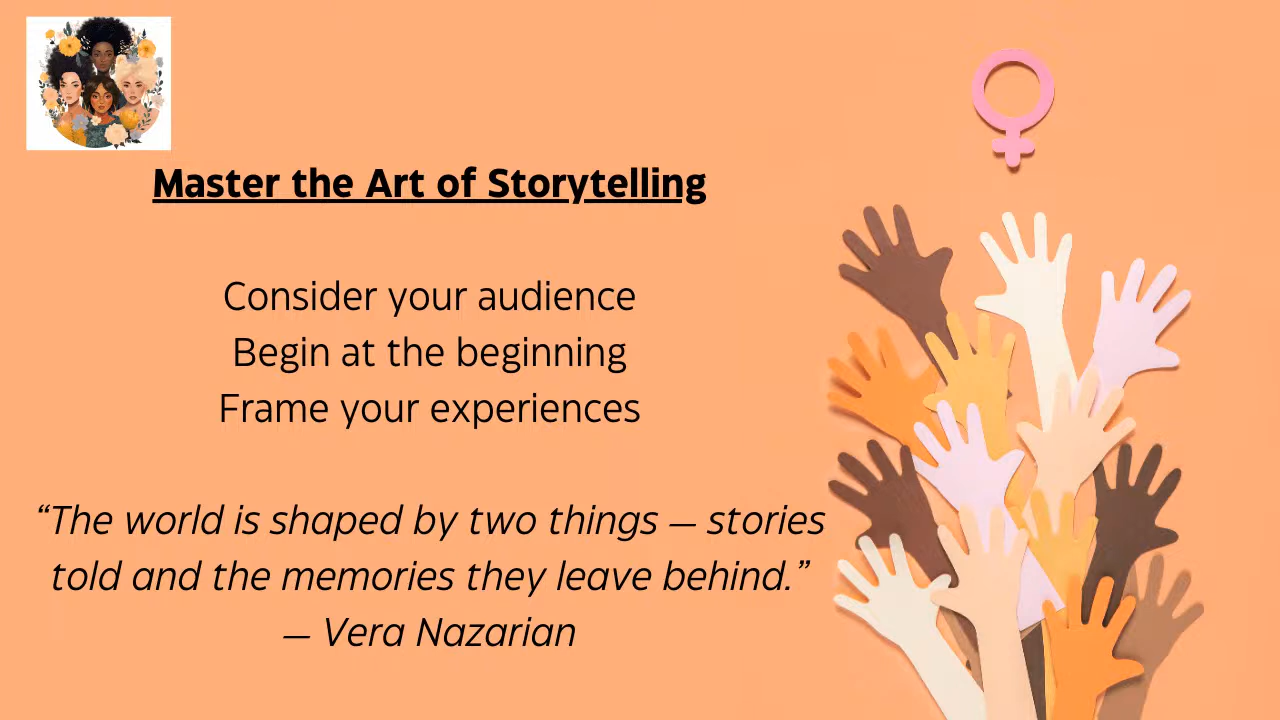 Master the Art of Storytelling
Consider your audience
Begin at the beginning
Frame your experiences
“The world is shaped by two things — stories
told and the memories they leave behind.”
— Vera Nazarian